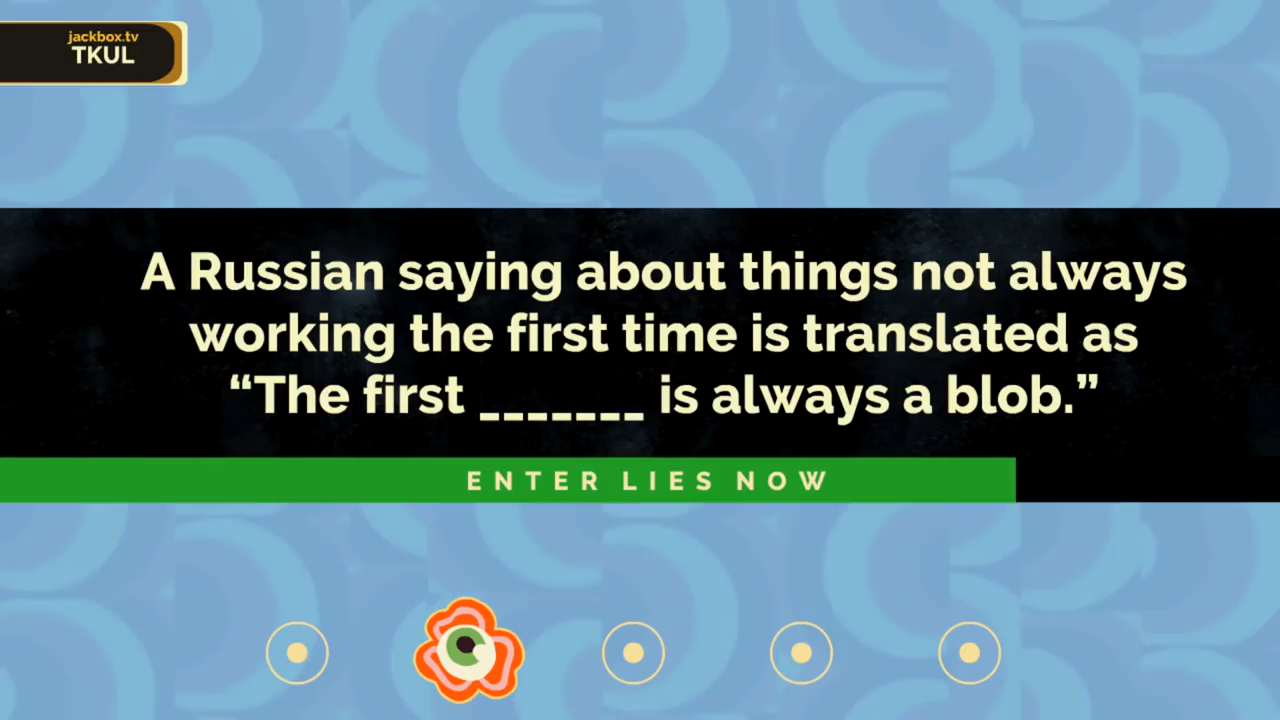 jackbox.tv
TKUL
A Russian saying about things not always
working the first time is translated as
“The first _______ is always a blob.”
ENTER LIES NOW